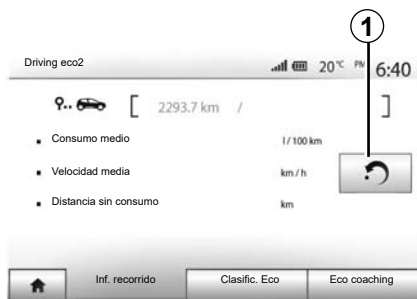 1
Driving eco2 20°C PM 6:40
[ 2293.7 km / ]
Consumo medio l / 100 km
Velocidad media km / h
Distancia sin consumo km
Inf. recorrido Clasific. Eco Eco coaching